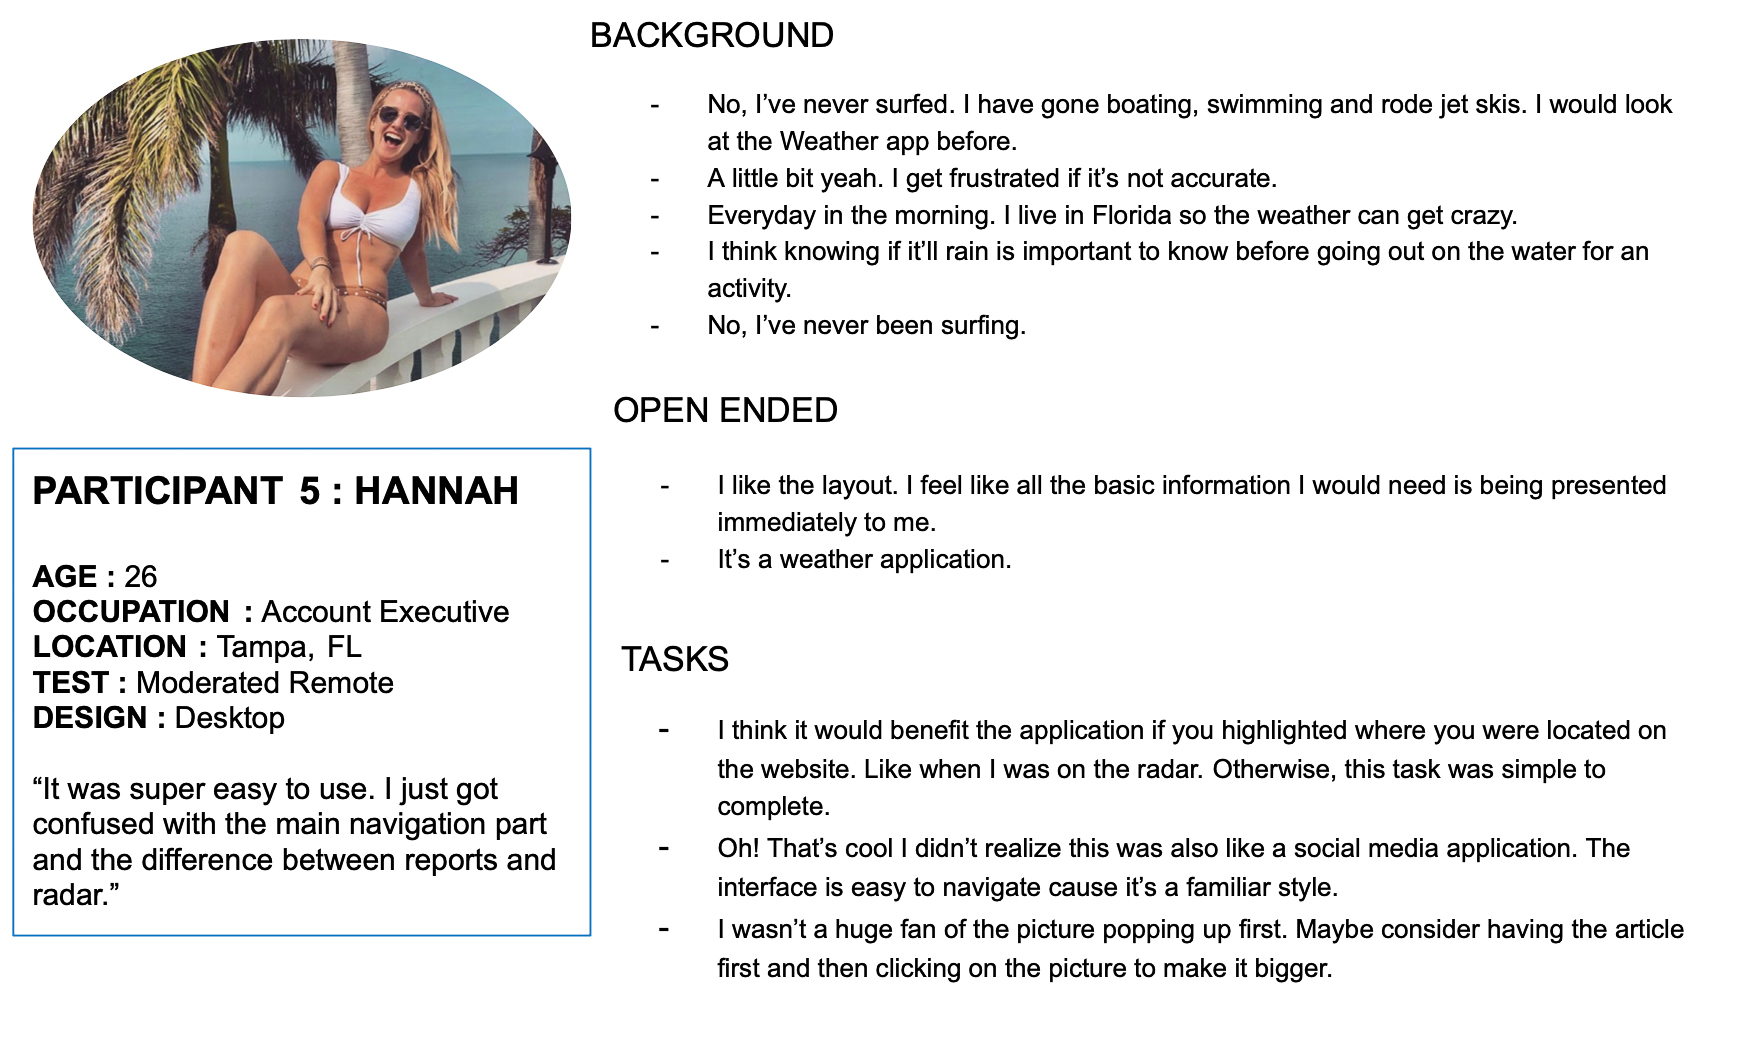 BACKGROUND
- No, I’ve never surfed. I have gone boating, swimming and rode jet skis. I would look
at the Weather app before.
- A little bit yeah. I get frustrated if it’s not accurate.
- Everyday in the morning. I live in Florida so the weather can get crazy.
- I think knowing if it’ll rain is important to know before going out on the water for an
activity.
- No, I’ve never been surfing.
OPEN ENDED
- I like the layout. I feel like all the basic information I would need is being presented
immediately to me.
- It’s a weather application.
TASKS
- I think it would benefit the application if you highlighted where you were located on
the website. Like when I was on the radar. Otherwise, this task was simple to
complete.
- Oh! That’s cool I didn’t realize this was also like a social media application. The
interface is easy to navigate cause it’s a familiar style.
- I wasn’t a huge fan of the picture popping up first. Maybe consider having the article
first and then clicking on the picture to make it bigger.
PARTICIPANT 5 : HANNAH
AGE : 26
OCCUPATION : Account Executive
LOCATION : Tampa, FL
TEST : Moderated Remote
DESIGN : Desktop
“It was super easy to use. I just got
confused with the main navigation part
and the difference between reports and
radar.”